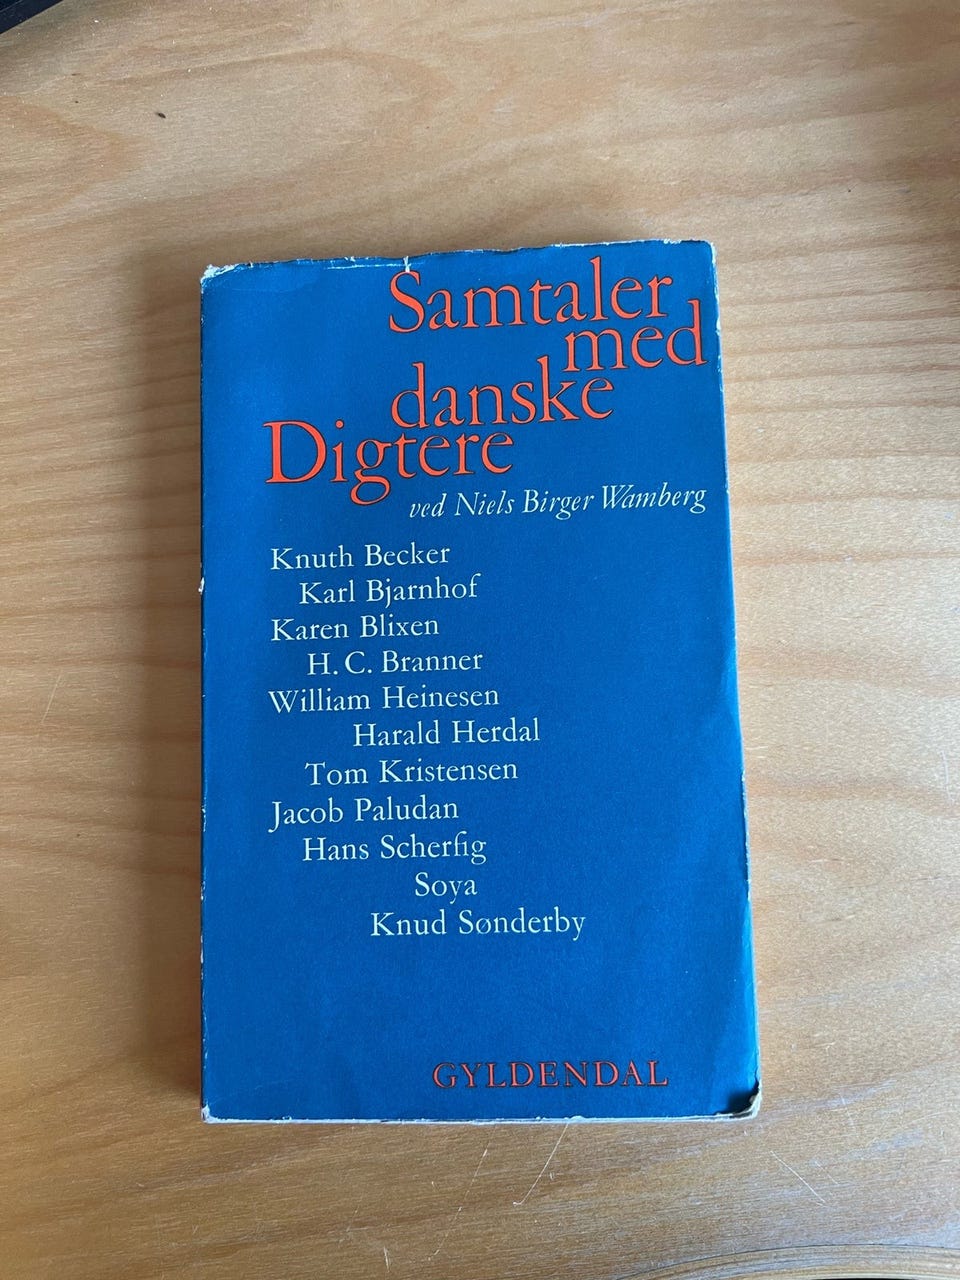 Samtaler
med
danske
Digtere
ved Niels Birger Wamberg
Knuth Becker
Karl Bjarnhof
Karen Blixen
H. C. Branner
William Heinesen
Harald Herdal
Tom Kristensen
Jacob Paludan
Hans Scherfig
Soya
Knud Sønderby
GYLDENDAL